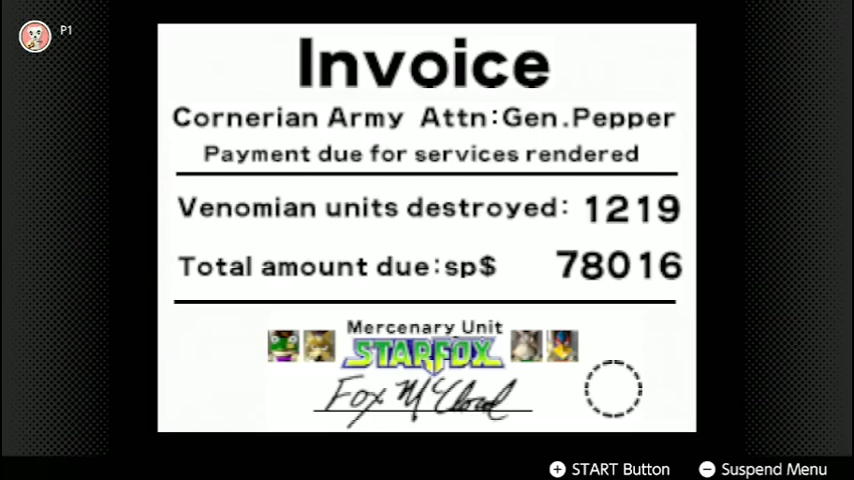 P1
Invoice
Cornerian Army Attn:Gen.Pepper
Payment due for services rendered
Venomian units destroyed: 1219
Total amount due:sp$ 78016
Mercenary Unit
STARFOX
Fox McCloud
+ START Button - Suspend Menu